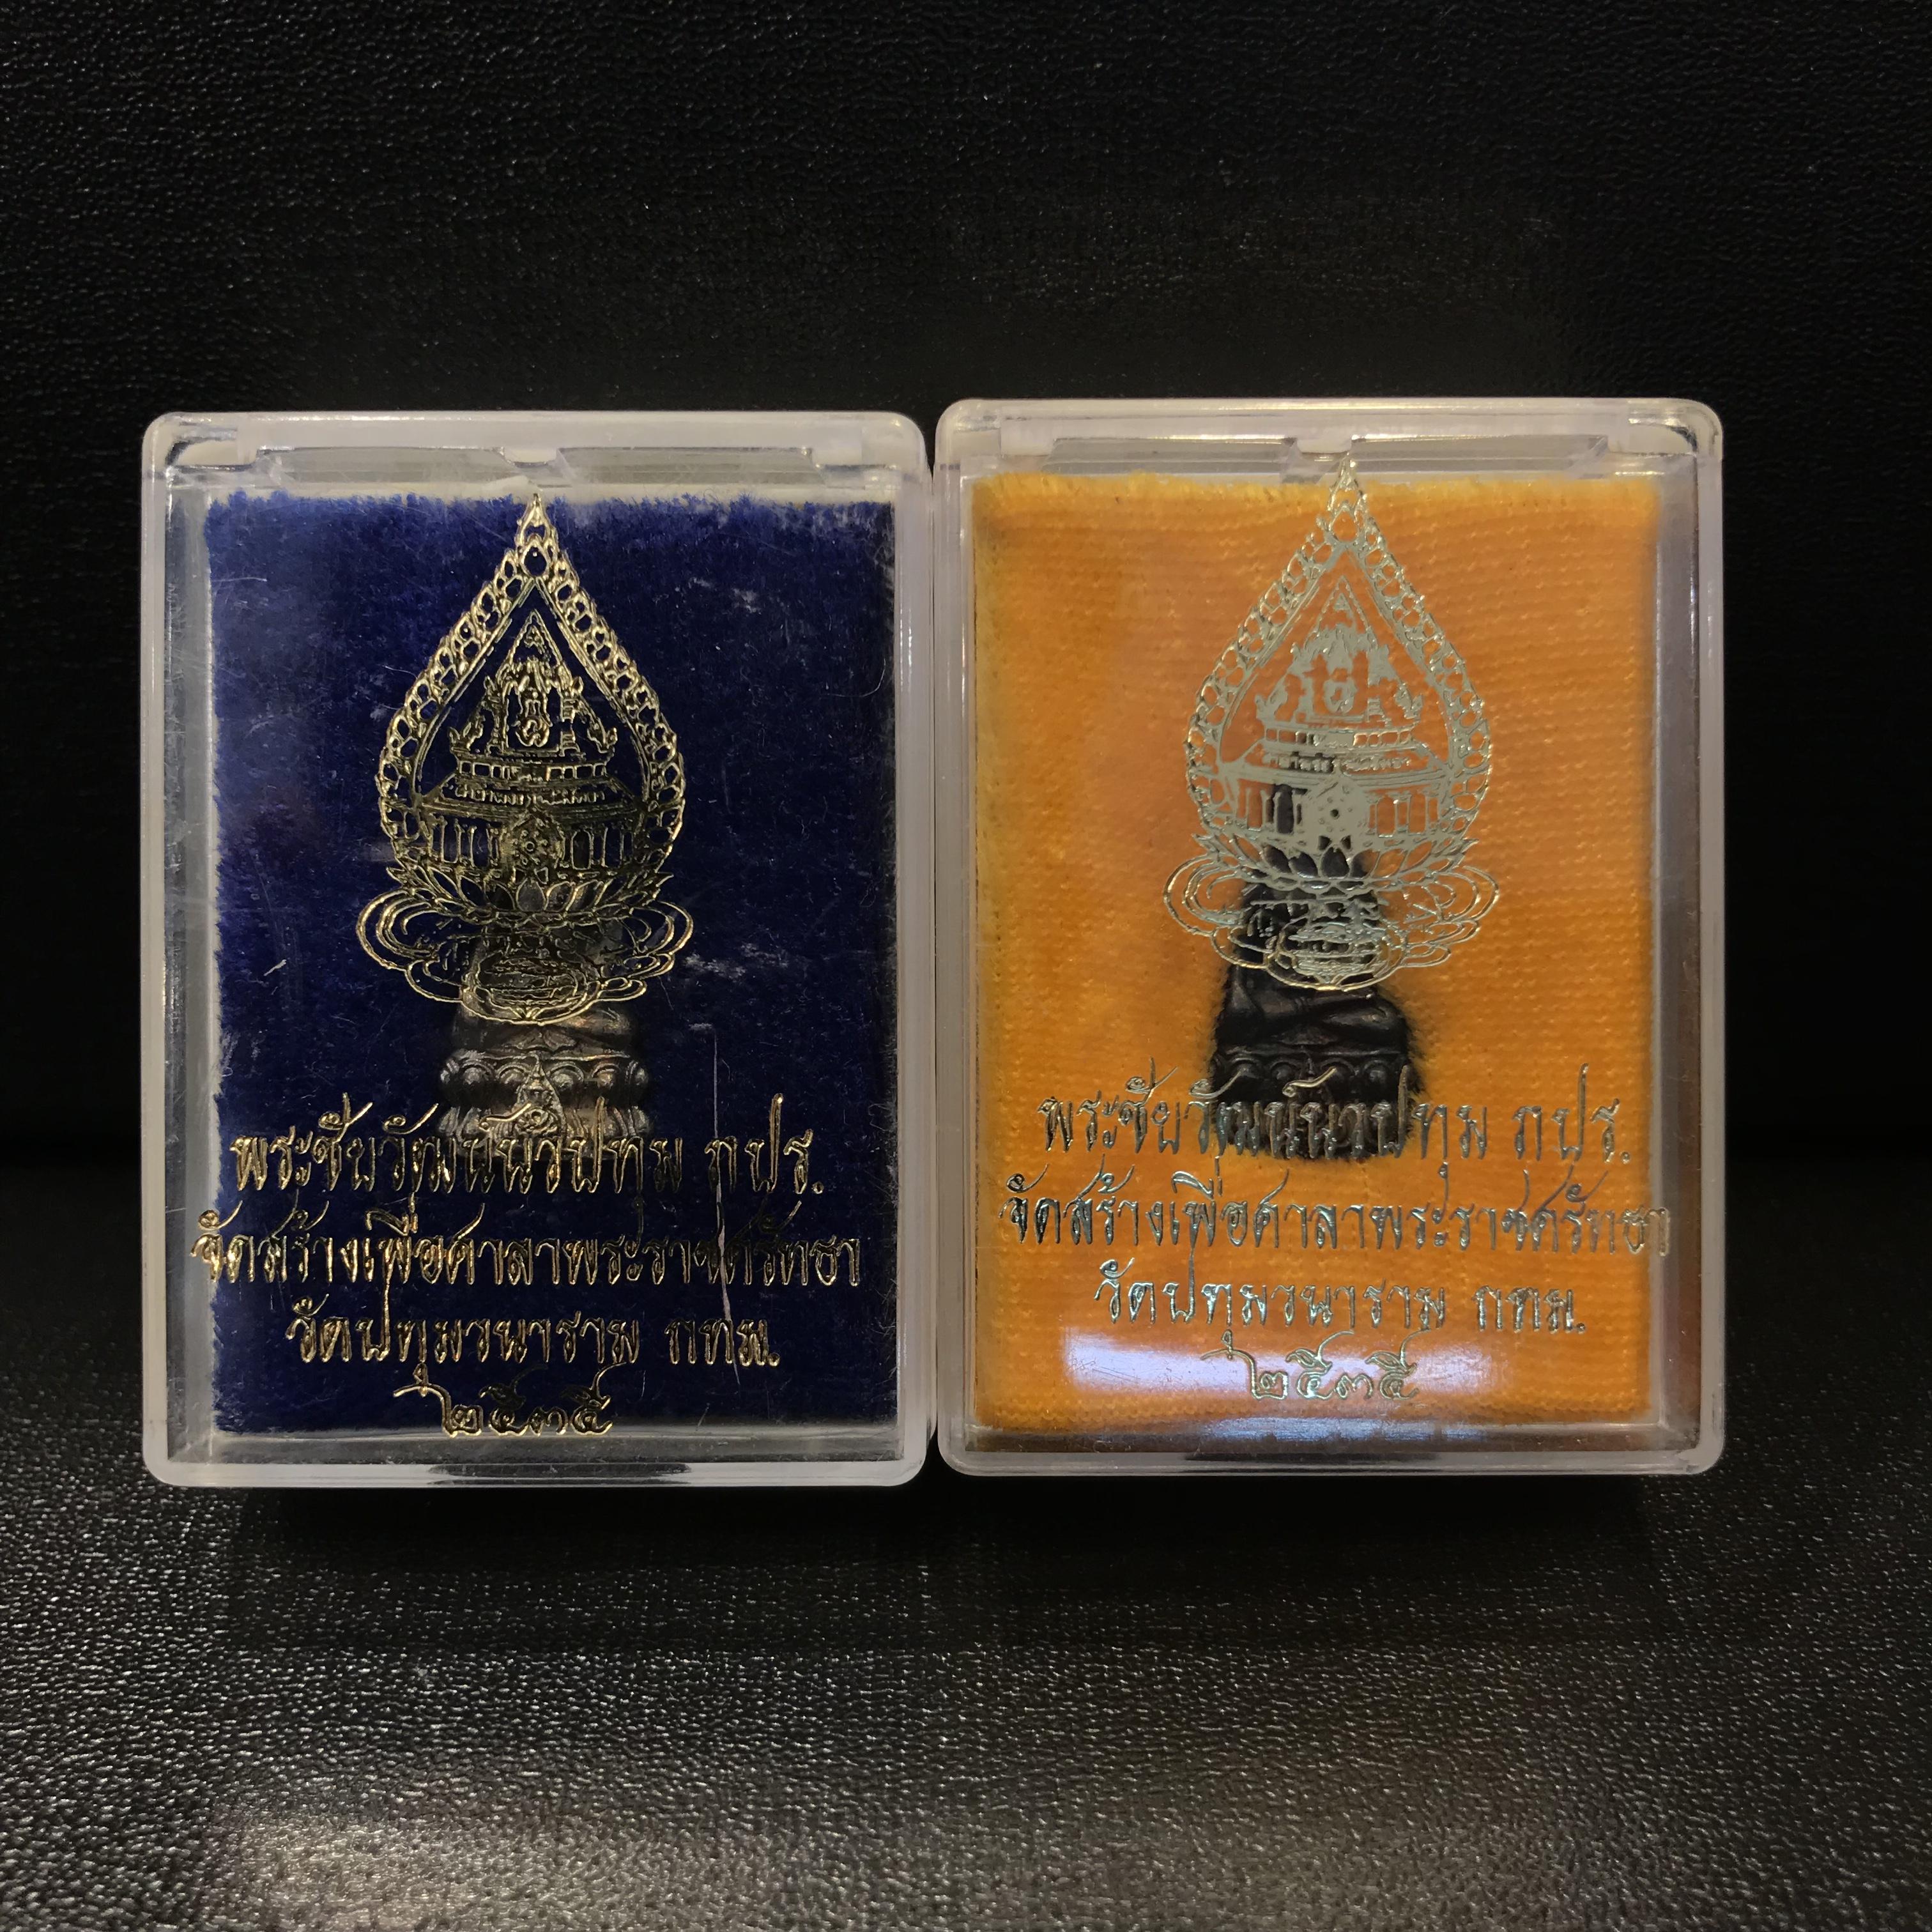 พระชัยวัฒน์นวปทุม ภปร.
จัดสร้างเพื่อศาลาพระราชศรัทธา
วัดปทุมวนาราม กทม.
๒๕๓๕
พระชัยวัฒน์นวปทุม ภปร.
จัดสร้างเพื่อศาลาพระราชศรัทธา
วัดปทุมวนาราม กทม.
๒๕๓๕